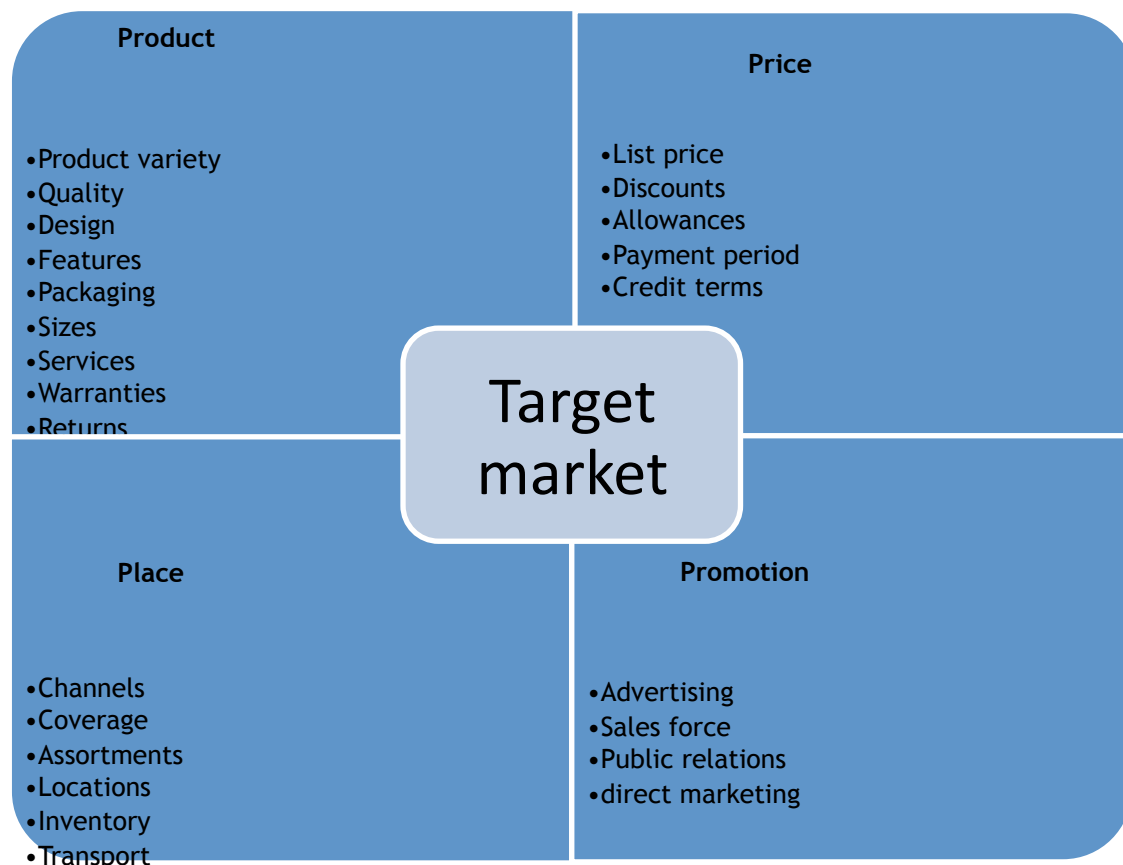 Product
•Product variety
•Quality
•Design
•Features
•Packaging
•Sizes
•Services
•Warranties
•Returns
Price
•List price
•Discounts
•Allowances
•Payment period
•Credit terms
Target
market
Place
•Channels
•Coverage
•Assortments
•Locations
•Inventory
•Transport
Promotion
•Advertising
•Sales force
•Public relations
•direct marketing